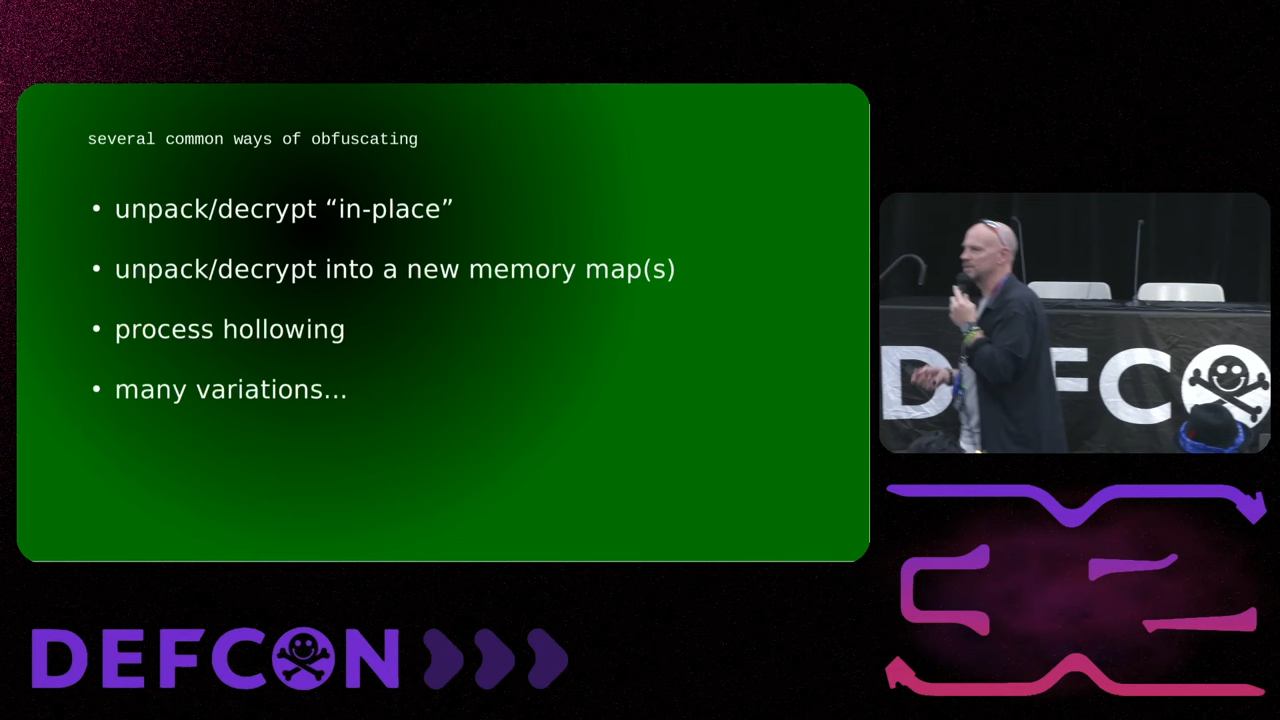 several common ways of obfuscating
• unpack/decrypt “in-place”
• unpack/decrypt into a new memory map(s)
• process hollowing
• many variations...
DEFCON
D FC